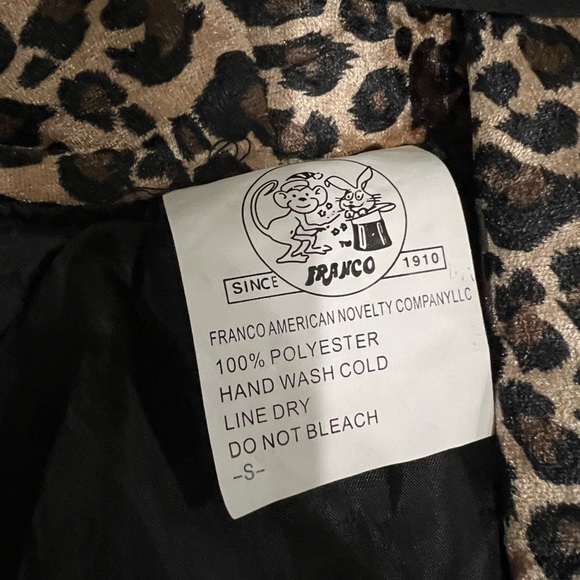 SINCE FRANCO 1910
FRANCO AMERICAN NOVELTY COMPANYLLC
100% POLYESTER
HAND WASH COLD
LINE DRY
DO NOT BLEACH
-S-